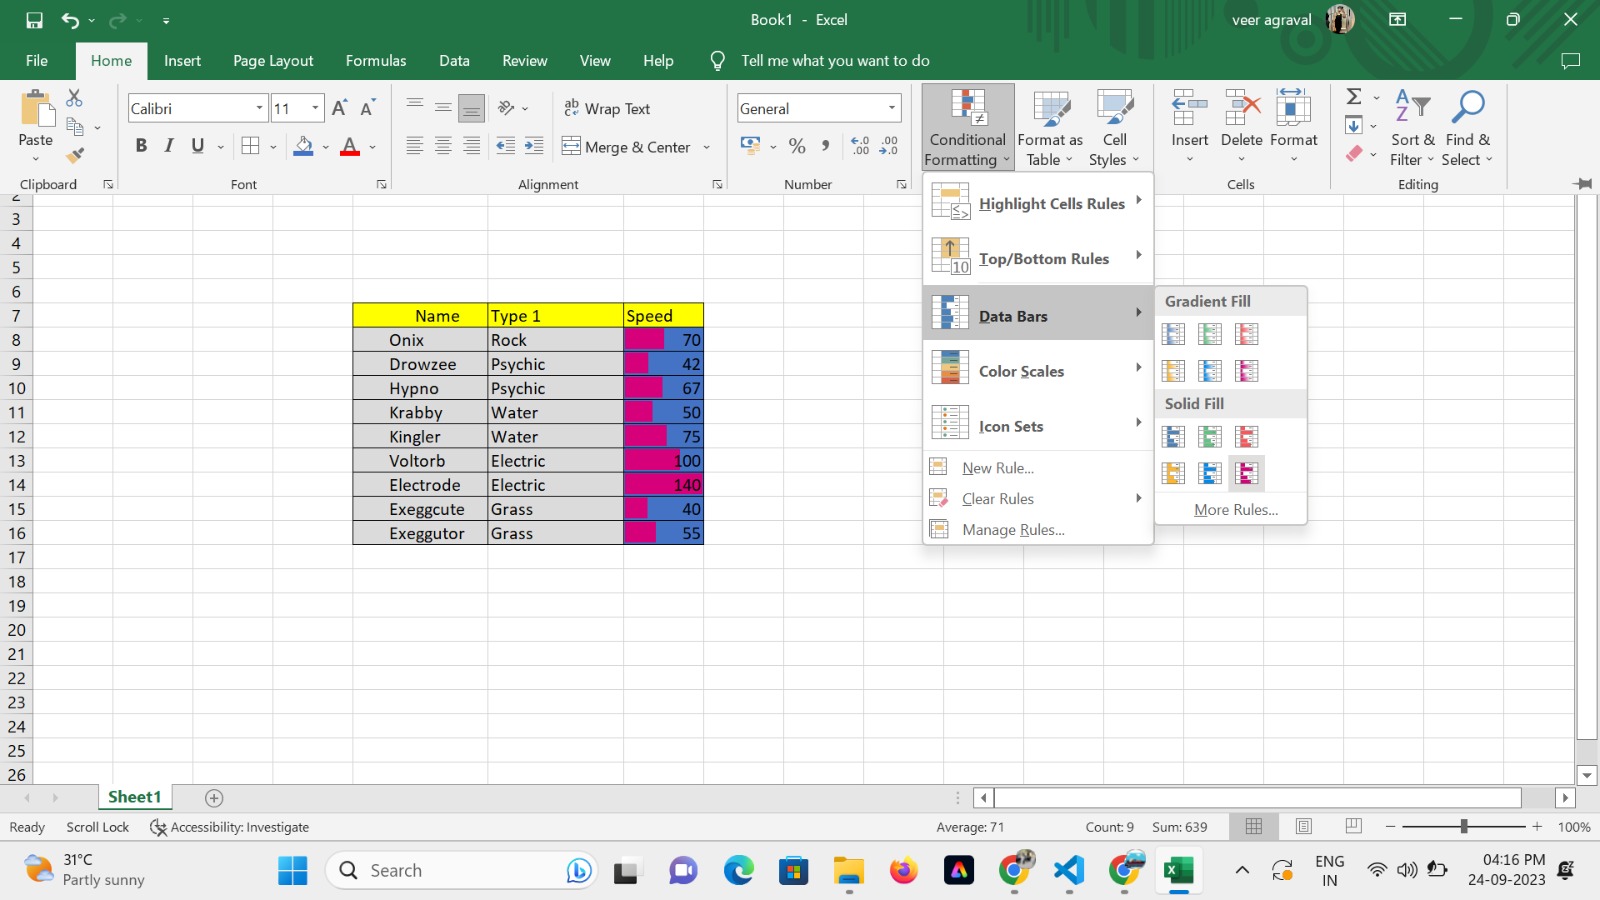 Book1 - Excel
veer agraval
File Home Insert Page Layout Formulas Data Review View Help Tell me what you want to do
Paste
Clipboard
Calibri 11
B I U
Font
Wrap Text
Merge & Center
Alignment
General
Number
Conditional Formatting
Format as Table
Cell Styles
Insert Delete Format
Cells
Sort & Filter
Find & Select
Editing
Highlight Cells Rules
Top/Bottom Rules
Data Bars
Color Scales
Icon Sets
New Rule...
Clear Rules
Manage Rules...
Gradient Fill
Solid Fill
More Rules...
2
3
4
5
6
7 Name Type 1 Speed
8 Onix Rock 70
9 Drowzee Psychic 42
10 Hypno Psychic 67
11 Krabby Water 50
12 Kingler Water 75
13 Voltorb Electric 100
14 Electrode Electric 140
15 Exeggcute Grass 40
16 Exeggutor Grass 55
17
18
19
20
21
22
23
24
25
26
Sheet1
Ready Scroll Lock Accessibility: Investigate Average: 71 Count: 9 Sum: 639 100%
31°C
Partly sunny
Search
ENG
IN
04:16 PM
24-09-2023